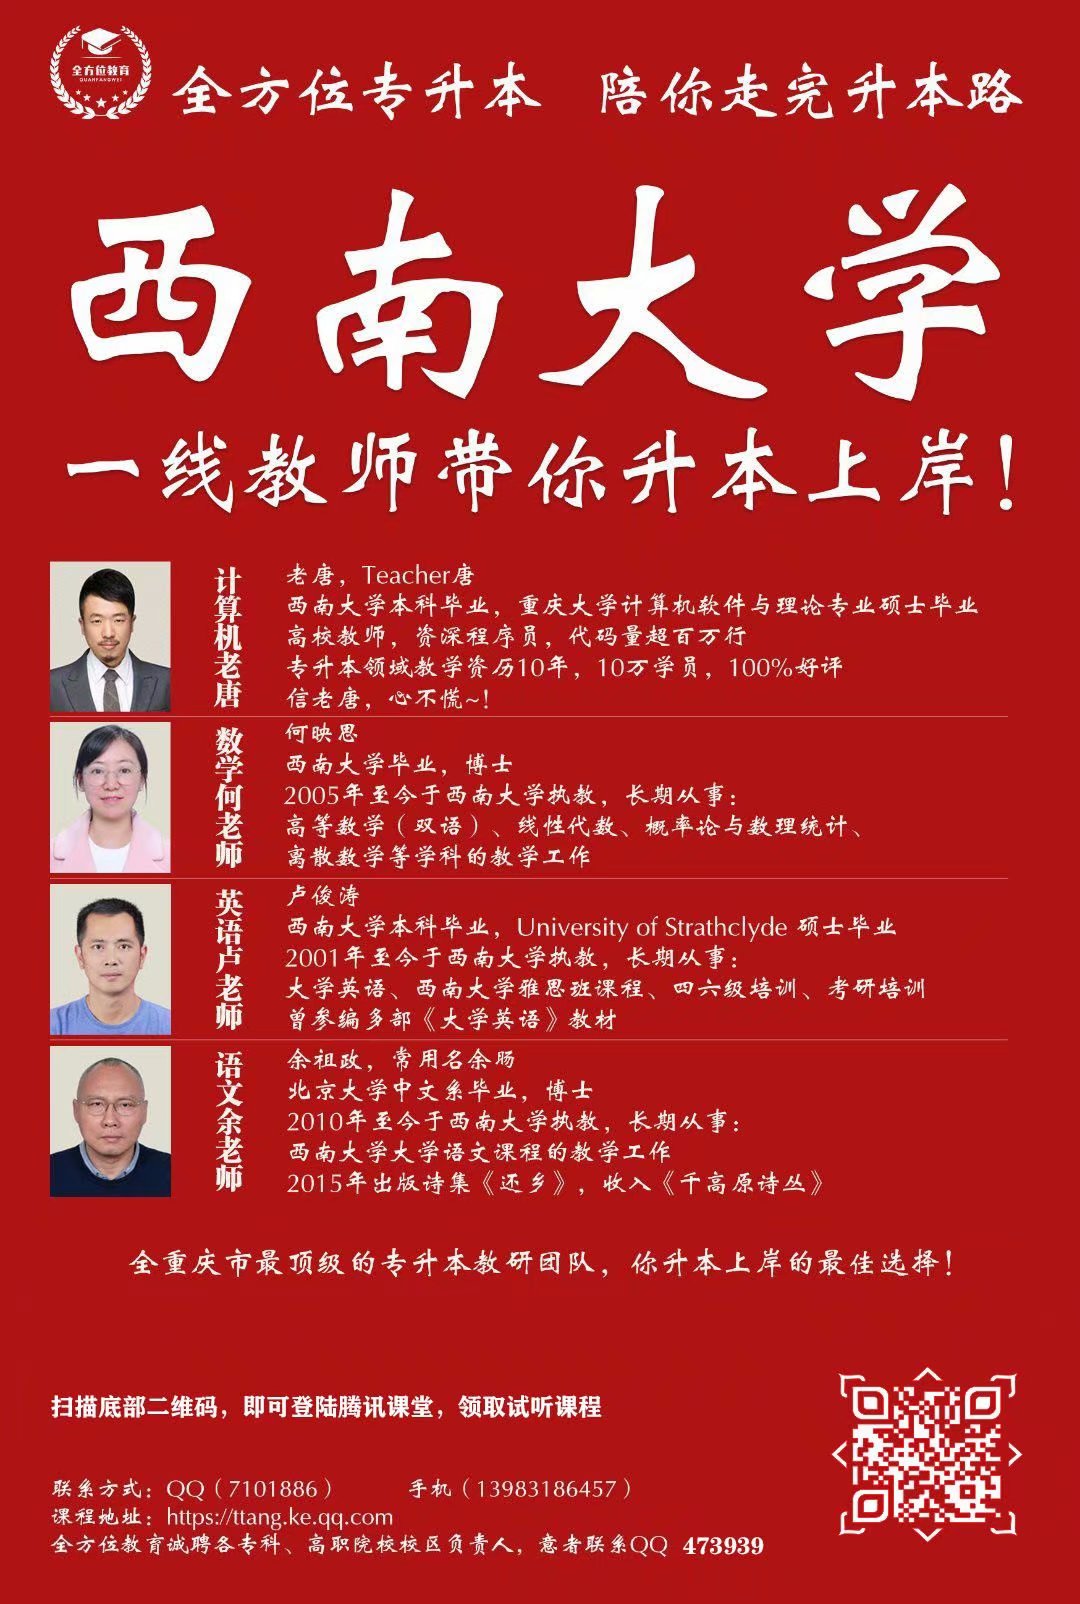 全方位教育
QUANFANGWEI
全方位专升本 陪你走完升本路
西南大学
一线教师带你升本上岸！
计算机老唐
老唐，Teacher唐
西南大学本科毕业，重庆大学计算机软件与理论专业硕士毕业
高校教师，资深程序员，代码量超百万行
专升本领域教学资历10年，10万学员，100%好评
信老唐，心不慌~！
数学何老师
何映思
西南大学毕业，博士
2005年至今于西南大学执教，长期从事：
高等数学（双语）、线性代数、概率论与数理统计、
离散数学等学科的教学工作
英语卢老师
卢俊涛
西南大学本科毕业，University of Strathclyde 硕士毕业
2001年至今于西南大学执教，长期从事：
大学英语、西南大学雅思班课程、四六级培训、考研培训
曾参编多部《大学英语》教材
语文余老师
余祖政，常用名余旸
北京大学中文系毕业，博士
2010年至今于西南大学执教，长期从事：
西南大学大学语文课程的教学工作
2015年出版诗集《还乡》，收入《千高原诗丛》
全重庆市最顶级的专升本教研团队，你升本上岸的最佳选择！
扫描底部二维码，即可登陆腾讯课堂，领取试听课程
联系方式：QQ（7101886） 手机（13983186457）
课程地址：https://ttang.ke.qq.com
全方位教育诚聘各专科、高职院校校区负责人，意者联系QQ 473939